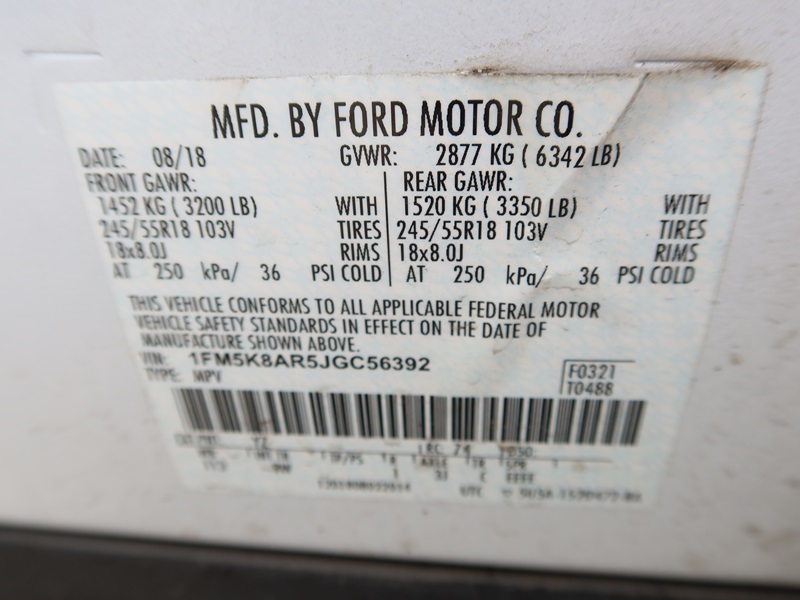 MFD. BY FORD MOTOR CO.
DATE: 08/18 GVWR: 2877 KG ( 6342 LB)
FRONT GAWR: REAR GAWR:
1452 KG ( 3200 LB) WITH 1520 KG ( 3350 LB) WITH
245/55R18 103V TIRES 245/55R18 103V TIRES
18x8.0J RIMS 18x8.0J RIMS
AT 250 kPa/ 36 PSI COLD AT 250 kPa/ 36 PSI COLD
THIS VEHICLE CONFORMS TO ALL APPLICABLE FEDERAL MOTOR
VEHICLE SAFETY STANDARDS IN EFFECT ON THE DATE OF
MANUFACTURE SHOWN ABOVE.
VIN: 1FM5K8AR5JGC56392 F0321
TYPE: MPV T0488
EXT PNT: YZ